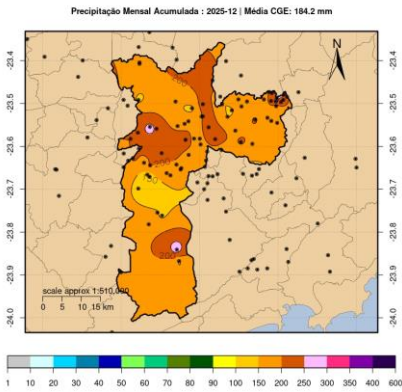 Precipitação Mensal Acumulada : 2025-12 | Média CGE: 184.2 mm
N
-23.4
-23.5
-23.6
-23.7
-23.8
-23.9
-24.0
200
scale approx 1:510,000
0 5 10 15 km
1 10 20 30 40 50 60 70 80 90 100 150 200 250 300 350 400 600